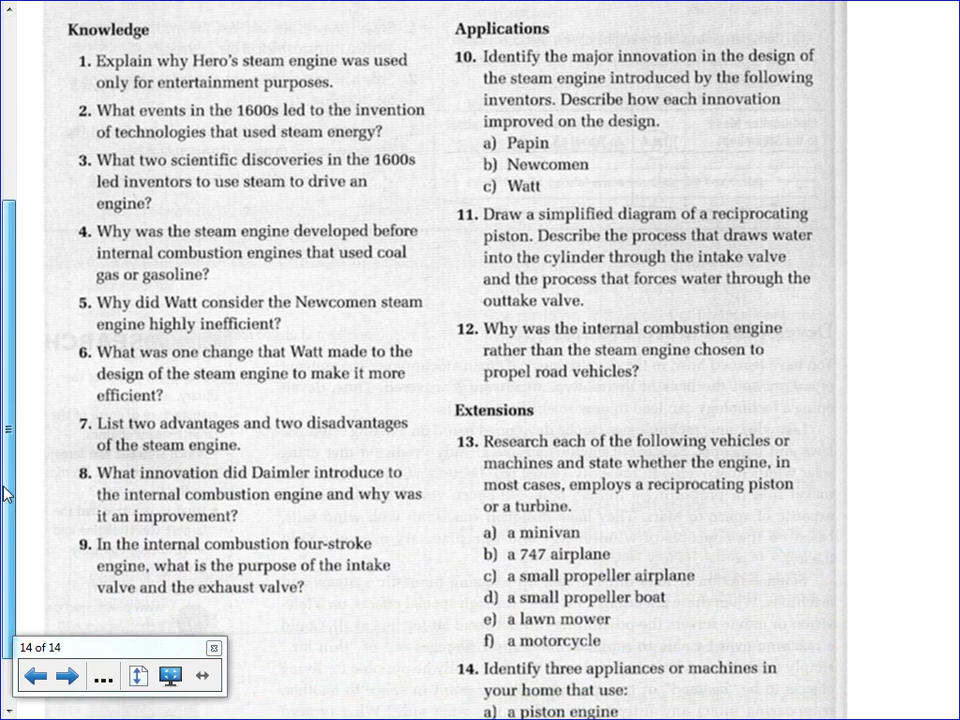 Knowledge
1. Explain why Hero's steam engine was used
only for entertainment purposes.
2. What events in the 1600s led to the invention
of technologies that used steam energy?
3. What two scientific discoveries in the 1600s
led inventors to use steam to drive an
engine?
4. Why was the steam engine developed before
internal combustion engines that used coal
gas or gasoline?
5. Why did Watt consider the Newcomen steam
engine highly inefficient?
6. What was one change that Watt made to the
design of the steam engine to make it more
efficient?
7. List two advantages and two disadvantages
of the steam engine.
8. What innovation did Daimler introduce to
the internal combustion engine and why was
it an improvement?
9. In the internal combustion four-stroke
engine, what is the purpose of the intake
valve and the exhaust valve?
Applications
10. Identify the major innovation in the design of
the steam engine introduced by the following
inventors. Describe how each innovation
improved on the design.
a) Papin
b) Newcomen
c) Watt
11. Draw a simplified diagram of a reciprocating
piston. Describe the process that draws water
into the cylinder through the intake valve
and the process that forces water through the
outtake valve.
12. Why was the internal combustion engine
rather than the steam engine chosen to
propel road vehicles?
Extensions
13. Research each of the following vehicles or
machines and state whether the engine, in
most cases, employs a reciprocating piston
or a turbine.
a) a minivan
b) a 747 airplane
c) a small propeller airplane
d) a small propeller boat
e) a lawn mower
f) a motorcycle
14. Identify three appliances or machines in
your home that use:
a) a piston engine
14 of 14